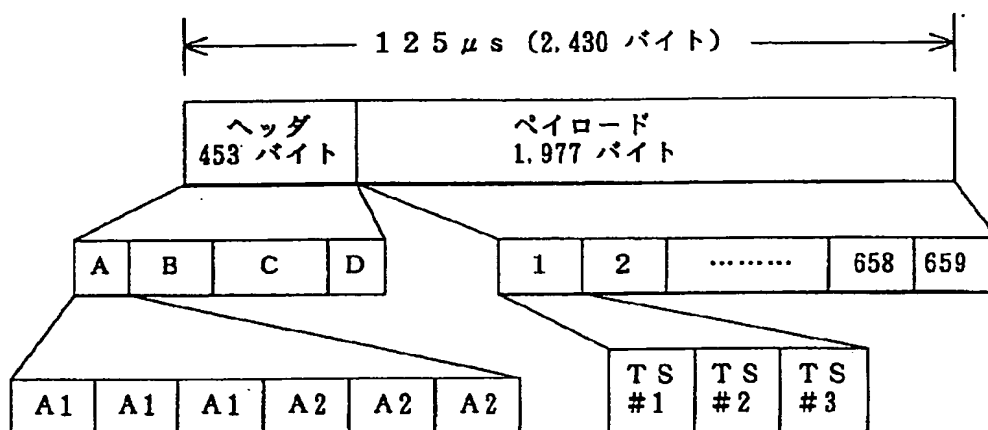 125μs (2,430 バイト)
ヘッダ
453 バイト
ペイロード
1,977 バイト
A B C D
1 2 ……… 658 659
A1 A1 A1 A2 A2 A2
TS #1
TS #2
TS #3